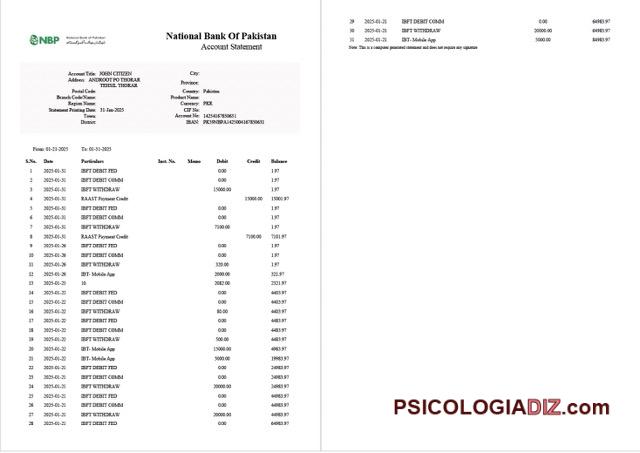 NBP
National Bank of Pakistan
National Bank Of Pakistan
Account Statement
Account Title: JOHN CITIZEN City:
Address: ANDROOT PO THORAR Province:
TEHSIL THORAR
Postal Code: Country: Pakistan
Branch Code/Name: Product Name:
Region Name: Currency: PKR
Statement Printing Date: 31-Jan-2025 CIF No:
Town: Account No: 14254167850651
District: IBAN:
From: 01-21-2025 To: 01-31-2025
S.No. Date Particulars Inst. No. Memo Debit Credit Balance
1 2025-01-31 IBFT DEBIT FED 0.00 1.97
2 2025-01-31 IBFT DEBIT COMM 0.00 1.97
3 2025-01-31 IBFT WITHDRAW 15000.00 1.97
4 2025-01-31 RAAST Payment Credit 15000.00 15001.97
5 2025-01-31 IBFT DEBIT FED 0.00 1.97
6 2025-01-31 IBFT DEBIT COMM 0.00 1.97
7 2025-01-31 IBFT WITHDRAW 7100.00 1.97
8 2025-01-31 RAAST Payment Credit 7100.00 7101.97
9 2025-01-26 IBFT DEBIT FED 0.00 1.97
10 2025-01-26 IBFT DEBIT COMM 0.00 1.97
11 2025-01-26 IBFT WITHDRAW 320.00 1.97
12 2025-01-26 IBT- Mobile App 2000.00 321.97
13 2025-01-23 10 2082.00 2321.97
14 2025-01-22 IBFT DEBIT FED 0.00 4403.97
15 2025-01-22 IBFT DEBIT COMM 0.00 4403.97
16 2025-01-22 IBFT WITHDRAW 80.00 4403.97
17 2025-01-22 IBFT DEBIT FED 0.00 4483.97
18 2025-01-22 IBFT DEBIT COMM 0.00 4483.97
19 2025-01-22 IBFT WITHDRAW 500.00 4483.97
20 2025-01-22 IBT- Mobile App 15000.00 4983.97
21 2025-01-22 IBT- Mobile App 5000.00 19983.97
22 2025-01-21 IBFT DEBIT FED 0.00 24983.97
23 2025-01-21 IBFT DEBIT COMM 0.00 24983.97
24 2025-01-21 IBFT WITHDRAW 20000.00 24983.97
25 2025-01-21 IBFT DEBIT FED 0.00 44983.97
26 2025-01-21 IBFT DEBIT COMM 0.00 44983.97
27 2025-01-21 IBFT WITHDRAW 20000.00 44983.97
28 2025-01-21 IBFT DEBIT FED 0.00 64983.97
29 2025-01-21 IBFT DEBIT COMM 0.00 64983.97
30 2025-01-21 IBFT WITHDRAW 20000.00 64983.97
31 2025-01-21 IBT- Mobile App 5000.00 84983.97
Note: This is a computer generated statement and does not require any signature
PSICOLOGIADIZ.com